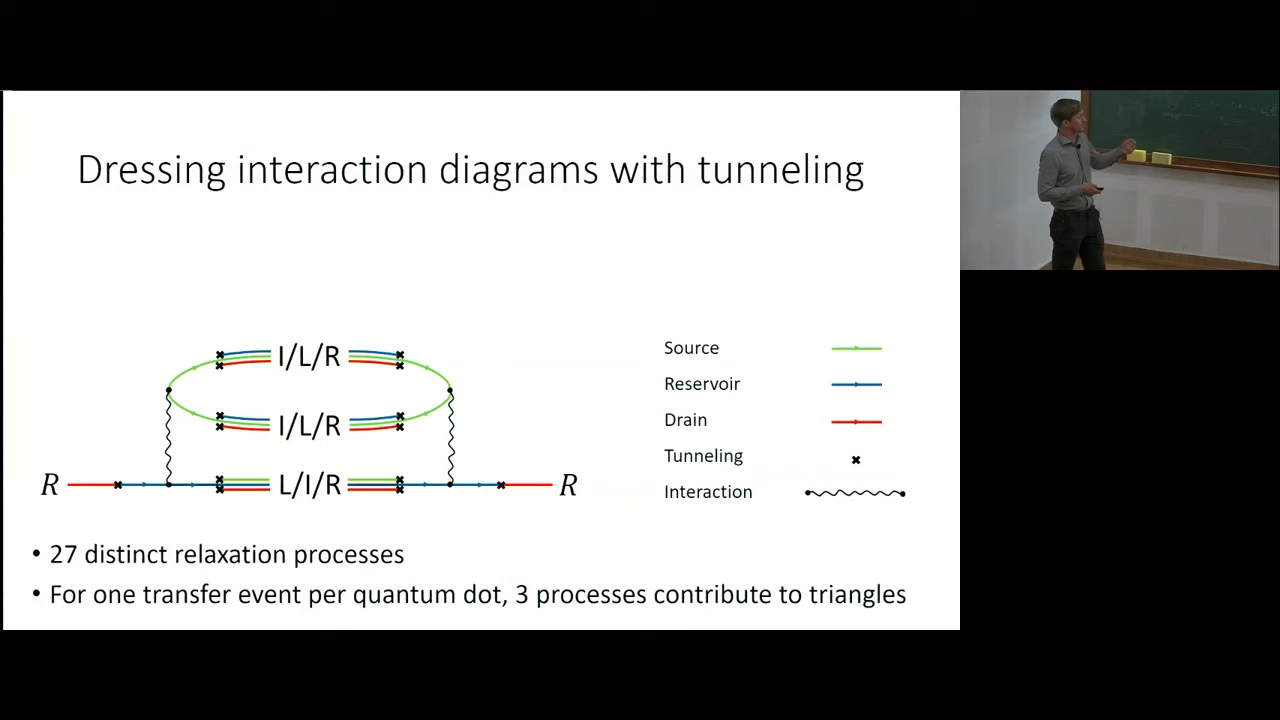 Dressing interaction diagrams with tunneling
I/L/R
I/L/R
R L/I/R R
Source
Reservoir
Drain
Tunneling
Interaction
• 27 distinct relaxation processes
• For one transfer event per quantum dot, 3 processes contribute to triangles